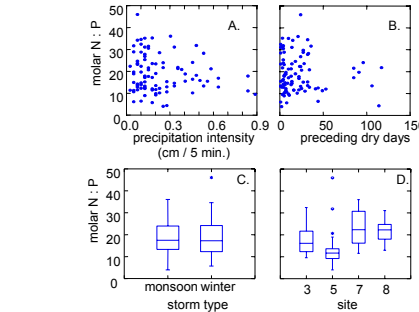 A.
B.
molar N : P
50
40
30
20
10
0
0.0 0.3 0.6 0.9
0 50 100 150
precipitation intensity
(cm / 5 min.)
preceding dry days
C.
D.
molar N : P
50
40
30
20
10
0
monsoon winter
3 5 7 8
storm type
site